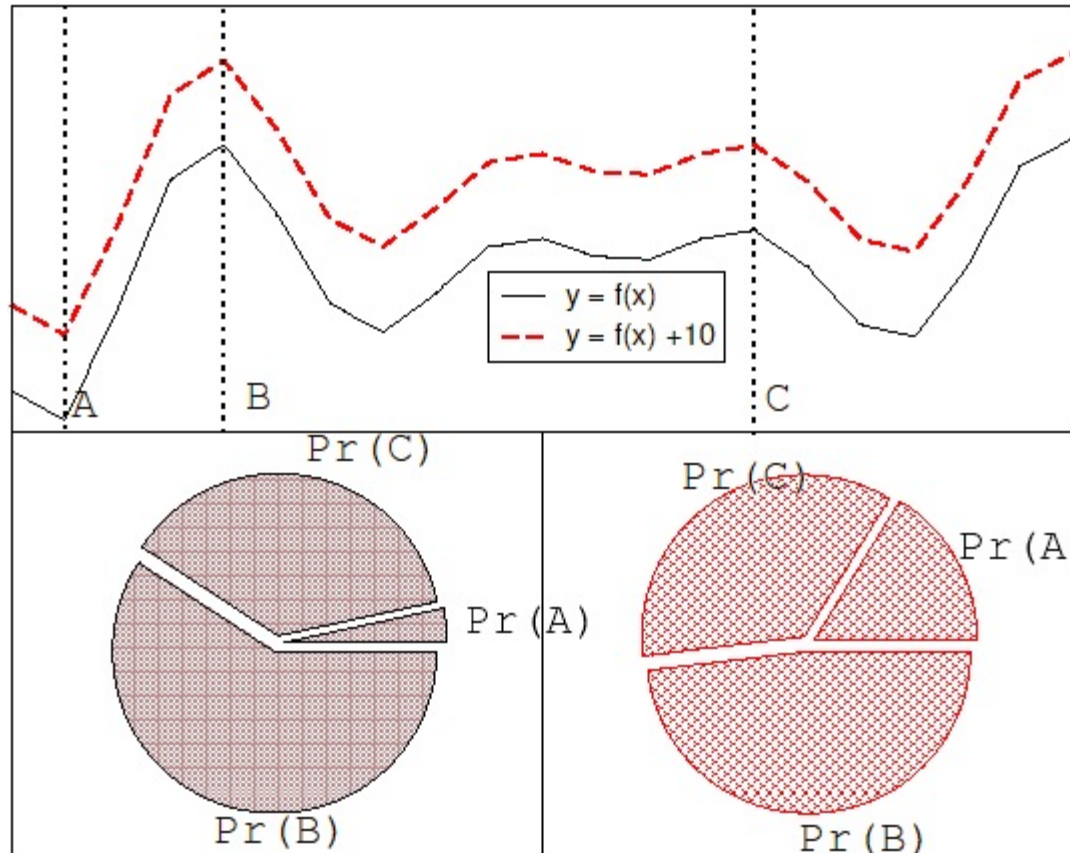 y = f(x)
y = f(x) +10
A
B
C
Pr(C)
Pr(A)
Pr(B)
Pr(C)
Pr(A
Pr(B)